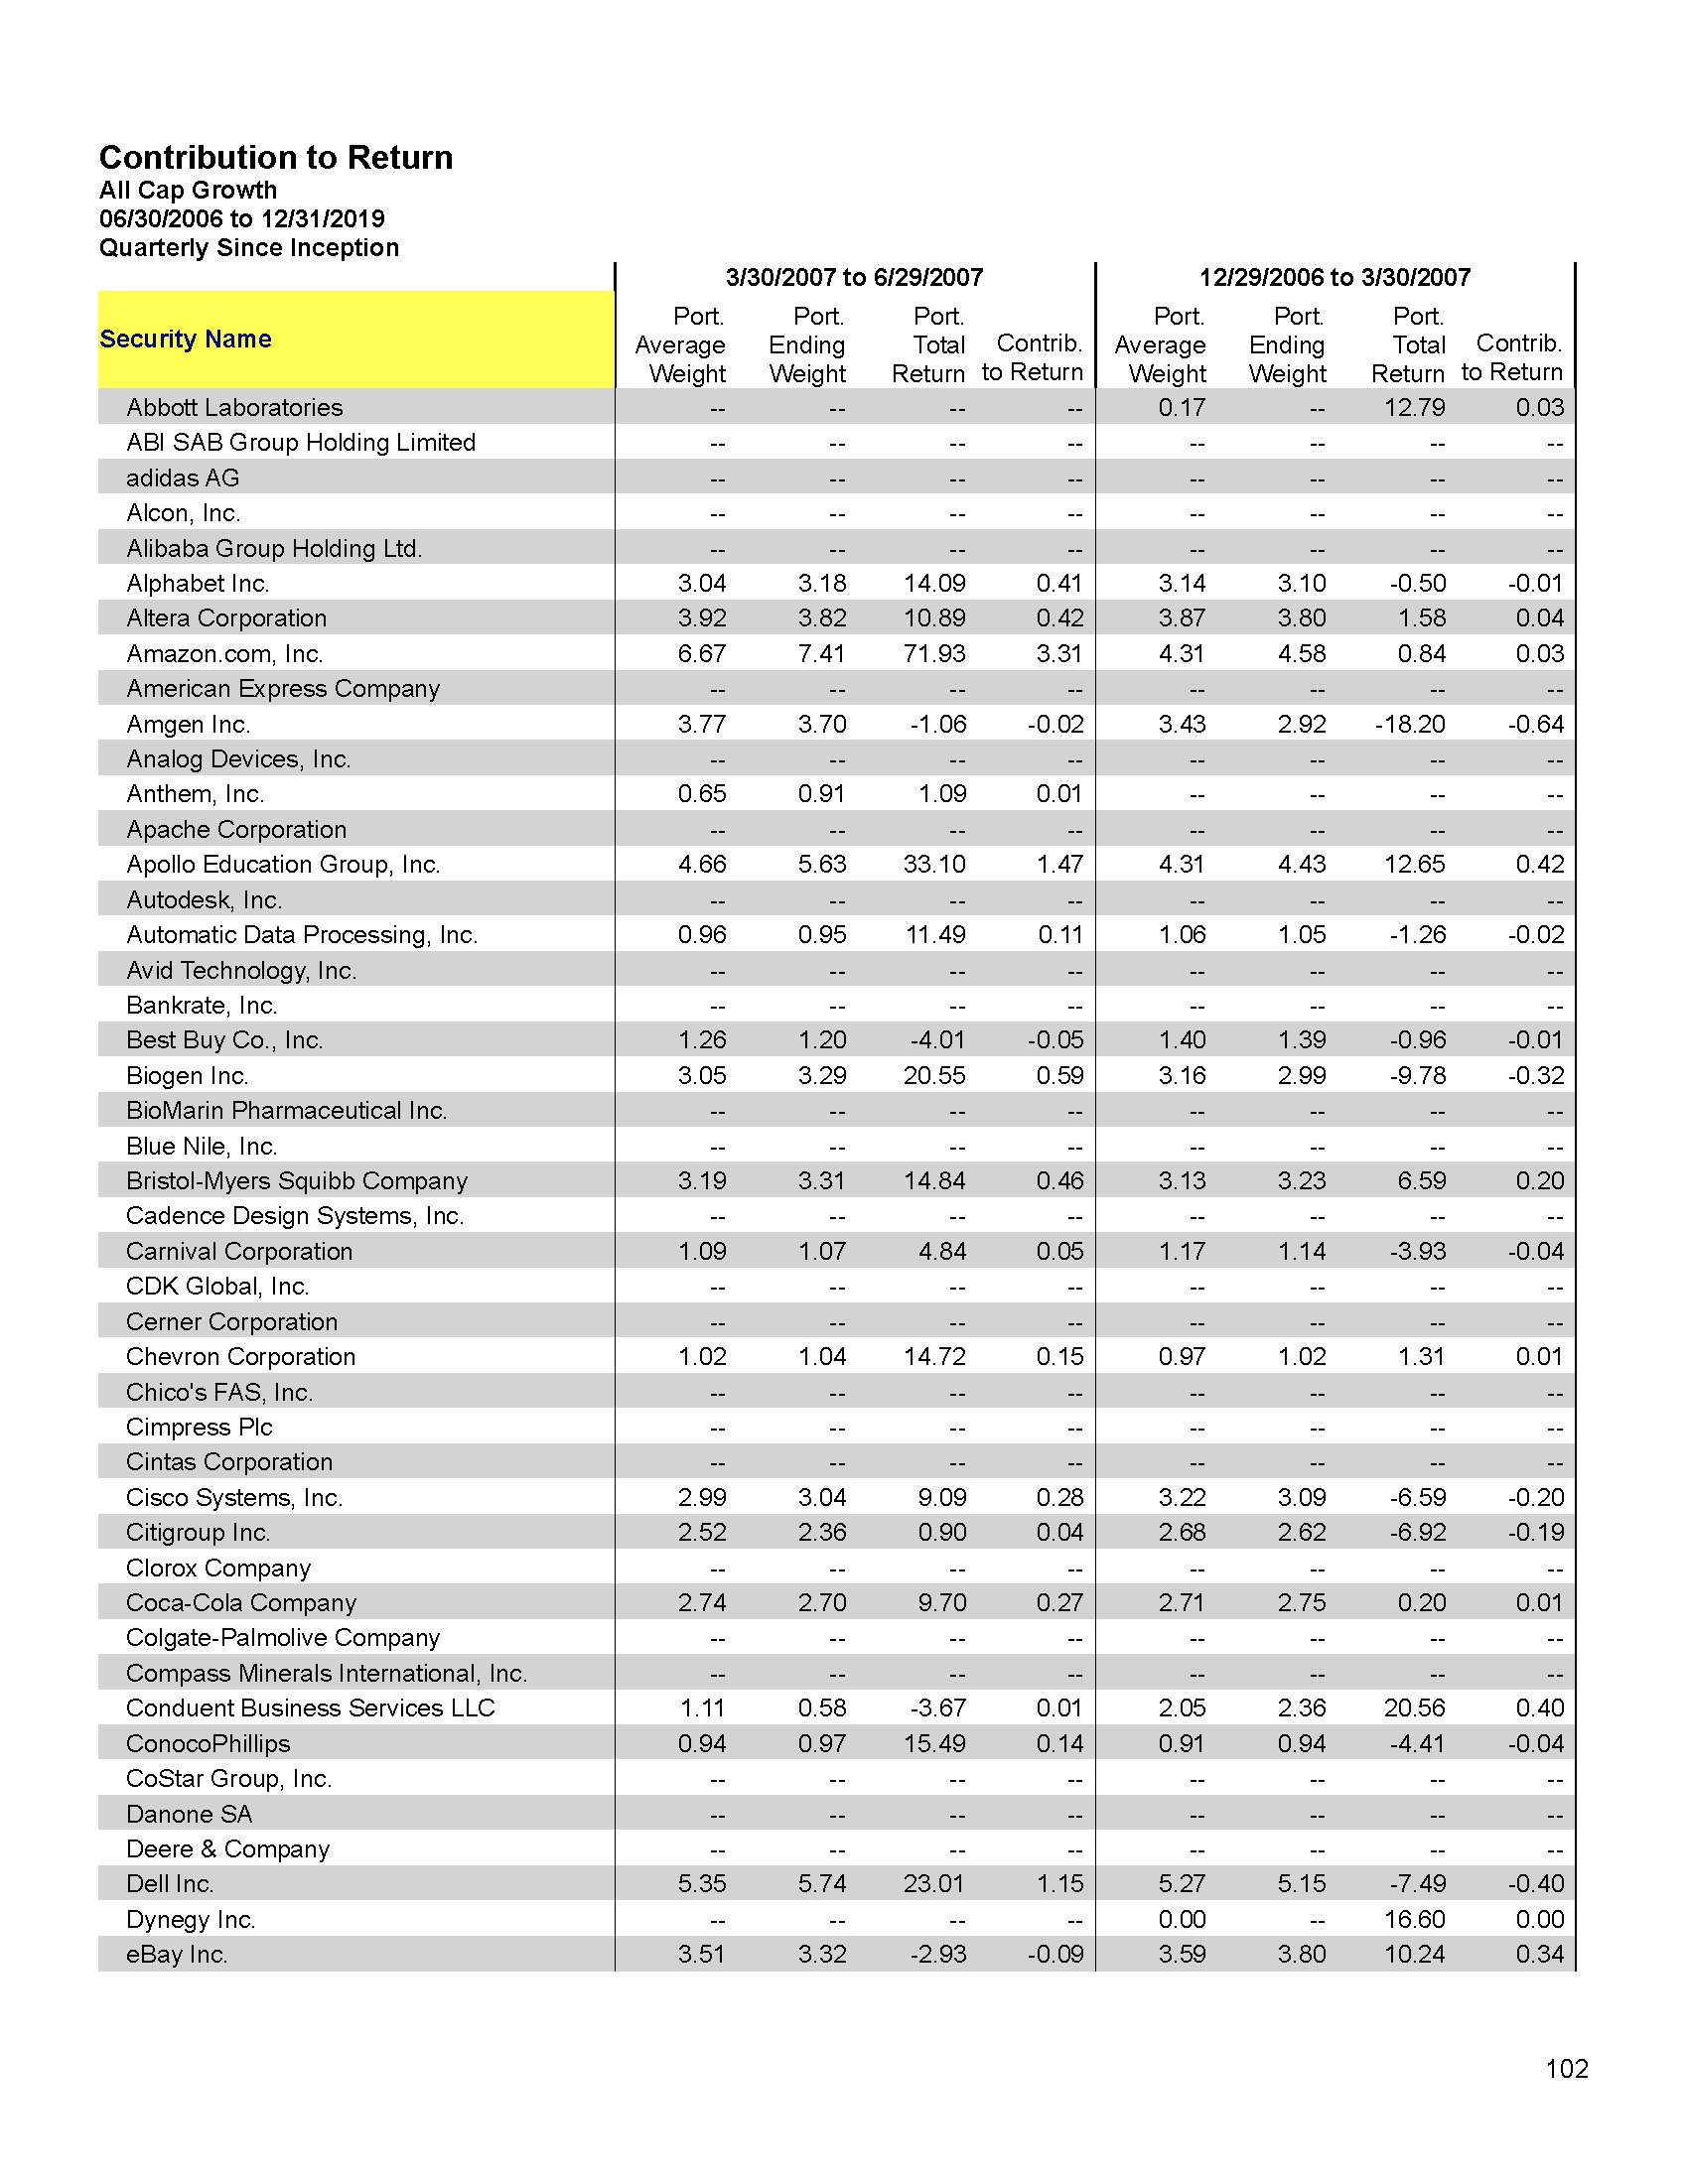 Contribution to Return
All Cap Growth
06/30/2006 to 12/31/2019
Quarterly Since Inception
3/30/2007 to 6/29/2007 12/29/2006 to 3/30/2007
Security Name Port. Average Weight Port. Ending Weight Port. Total Return Contrib. to Return Port. Average Weight Port. Ending Weight Port. Total Return Contrib. to Return
Abbott Laboratories -- -- -- -- 0.17 -- 12.79 0.03
ABI SAB Group Holding Limited -- -- -- -- -- -- -- --
adidas AG -- -- -- -- -- -- -- --
Alcon, Inc. -- -- -- -- -- -- -- --
Alibaba Group Holding Ltd. -- -- -- -- -- -- -- --
Alphabet Inc. 3.04 3.18 14.09 0.41 3.14 3.10 -0.50 -0.01
Altera Corporation 3.92 3.82 10.89 0.42 3.87 3.80 1.58 0.04
Amazon.com, Inc. 6.67 7.41 71.93 3.31 4.31 4.58 0.84 0.03
American Express Company -- -- -- -- -- -- -- --
Amgen Inc. 3.77 3.70 -1.06 -0.02 3.43 2.92 -18.20 -0.64
Analog Devices, Inc. -- -- -- -- -- -- -- --
Anthem, Inc. 0.65 0.91 1.09 0.01 -- -- -- --
Apache Corporation -- -- -- -- -- -- -- --
Apollo Education Group, Inc. 4.66 5.63 33.10 1.47 4.31 4.43 12.65 0.42
Autodesk, Inc. -- -- -- -- -- -- -- --
Automatic Data Processing, Inc. 0.96 0.95 11.49 0.11 1.06 1.05 -1.26 -0.02
Avid Technology, Inc. -- -- -- -- -- -- -- --
Bankrate, Inc. -- -- -- -- -- -- -- --
Best Buy Co., Inc. 1.26 1.20 -4.01 -0.05 1.40 1.39 -0.96 -0.01
Biogen Inc. 3.05 3.29 20.55 0.59 3.16 2.99 -9.78 -0.32
BioMarin Pharmaceutical Inc. -- -- -- -- -- -- -- --
Blue Nile, Inc. -- -- -- -- -- -- -- --
Bristol-Myers Squibb Company 3.19 3.31 14.84 0.46 3.13 3.23 6.59 0.20
Cadence Design Systems, Inc. -- -- -- -- -- -- -- --
Carnival Corporation 1.09 1.07 4.84 0.05 1.17 1.14 -3.93 -0.04
CDK Global, Inc. -- -- -- -- -- -- -- --
Cerner Corporation -- -- -- -- -- -- -- --
Chevron Corporation 1.02 1.04 14.72 0.15 0.97 1.02 1.31 0.01
Chico's FAS, Inc. -- -- -- -- -- -- -- --
Cimpress Plc -- -- -- -- -- -- -- --
Cintas Corporation -- -- -- -- -- -- -- --
Cisco Systems, Inc. 2.99 3.04 9.09 0.28 3.22 3.09 -6.59 -0.20
Citigroup Inc. 2.52 2.36 0.90 0.04 2.68 2.62 -6.92 -0.19
Clorox Company -- -- -- -- -- -- -- --
Coca-Cola Company 2.74 2.70 9.70 0.27 2.71 2.75 0.20 0.01
Colgate-Palmolive Company -- -- -- -- -- -- -- --
Compass Minerals International, Inc. -- -- -- -- -- -- -- --
Conduent Business Services LLC 1.11 0.58 -3.67 0.01 2.05 2.36 20.56 0.40
ConocoPhillips 0.94 0.97 15.49 0.14 0.91 0.94 -4.41 -0.04
CoStar Group, Inc. -- -- -- -- -- -- -- --
Danone SA -- -- -- -- -- -- -- --
Deere & Company -- -- -- -- -- -- -- --
Dell Inc. 5.35 5.74 23.01 1.15 5.27 5.15 -7.49 -0.40
Dynegy Inc. -- -- -- -- 0.00 -- 16.60 0.00
eBay Inc. 3.51 3.32 -2.93 -0.09 3.59 3.80 10.24 0.34
102